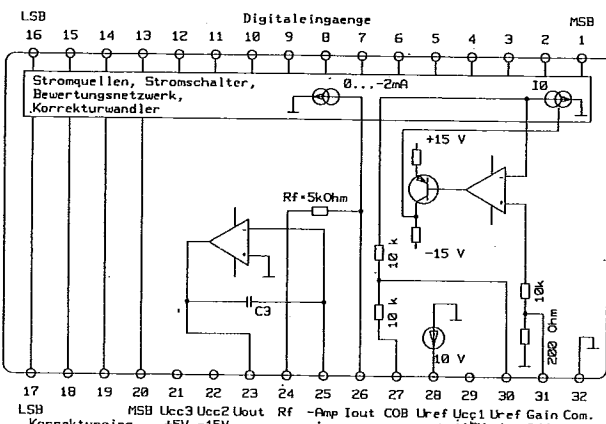 LSB Digitaleingaenge MSB
16 15 14 13 12 11 10 9 8 7 6 5 4 3 2 1
Stromquellen, Stromschalter,
Bewertungsnetzwerk,
Korrekturwandler
0...-2mA
I0
+15 V
Rf=5kOhm
-15 V
10 k
C3
10 k
10 V
10k
200 Ohm
17 18 19 20 21 22 23 24 25 26 27 28 29 30 31 32
LSB MSB Ucc3 Ucc2 Uout Rf -Amp Iout COB Uref Ucc1 Uref Gain Com.
+5V -15V